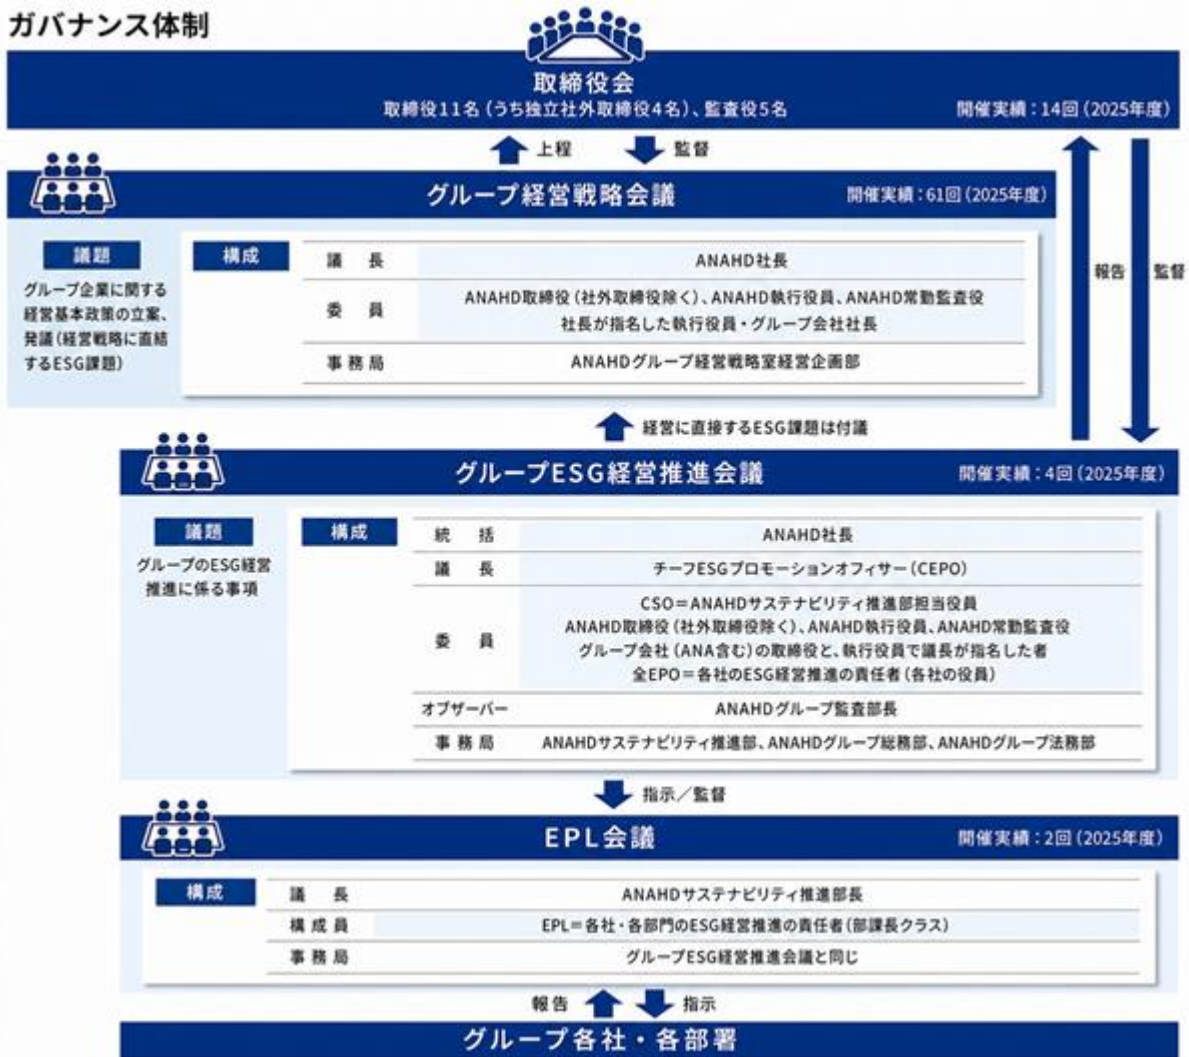 ガバナンス体制
取締役会
取締役11名（うち独立社外取締役4名）、監査役5名
開催実績：14回（2025年度）
上程
監督
グループ経営戦略会議
開催実績：61回（2025年度）
報告
監督
議題
グループ企業に関する
経営基本政策の立案、
発議（経営戦略に直結
するESG課題）
構成
議長 ANAHD社長
委員 ANAHD取締役（社外取締役除く）、ANAHD執行役員、ANAHD常勤監査役
社長が指名した執行役員・グループ会社社長
事務局 ANAHDグループ経営戦略室経営企画部
経営に直接するESG課題は付議
グループESG経営推進会議
開催実績：4回（2025年度）
議題
グループのESG経営
推進に係る事項
構成
統括 ANAHD社長
議長 チーフESGプロモーションオフィサー（CEPO）
委員 CSO＝ANAHDサステナビリティ推進部担当役員
ANAHD取締役（社外取締役除く）、ANAHD執行役員、ANAHD常勤監査役
グループ会社（ANA含む）の取締役と、執行役員で議長が指名した者
全EPO＝各社のESG経営推進の責任者（各社の役員）
オブザーバー ANAHDグループ監査部長
事務局 ANAHDサステナビリティ推進部、ANAHDグループ総務部、ANAHDグループ法務部
指示／監督
EPL会議
開催実績：2回（2025年度）
構成
議長 ANAHDサステナビリティ推進部長
構成員 EPL＝各社・各部門のESG経営推進の責任者（部課長クラス）
事務局 グループESG経営推進会議と同じ
報告
指示
グループ各社・各部署